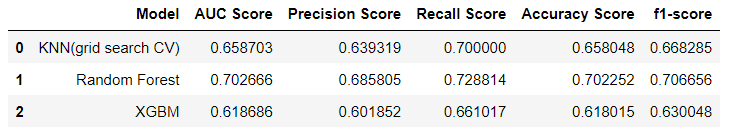 Model AUC Score Precision Score Recall Score Accuracy Score f1-score
0 KNN(grid search CV) 0.658703 0.639319 0.700000 0.658048 0.668285
1 Random Forest 0.702666 0.685805 0.728814 0.702252 0.706656
2 XGBM 0.618686 0.601852 0.661017 0.618015 0.630048